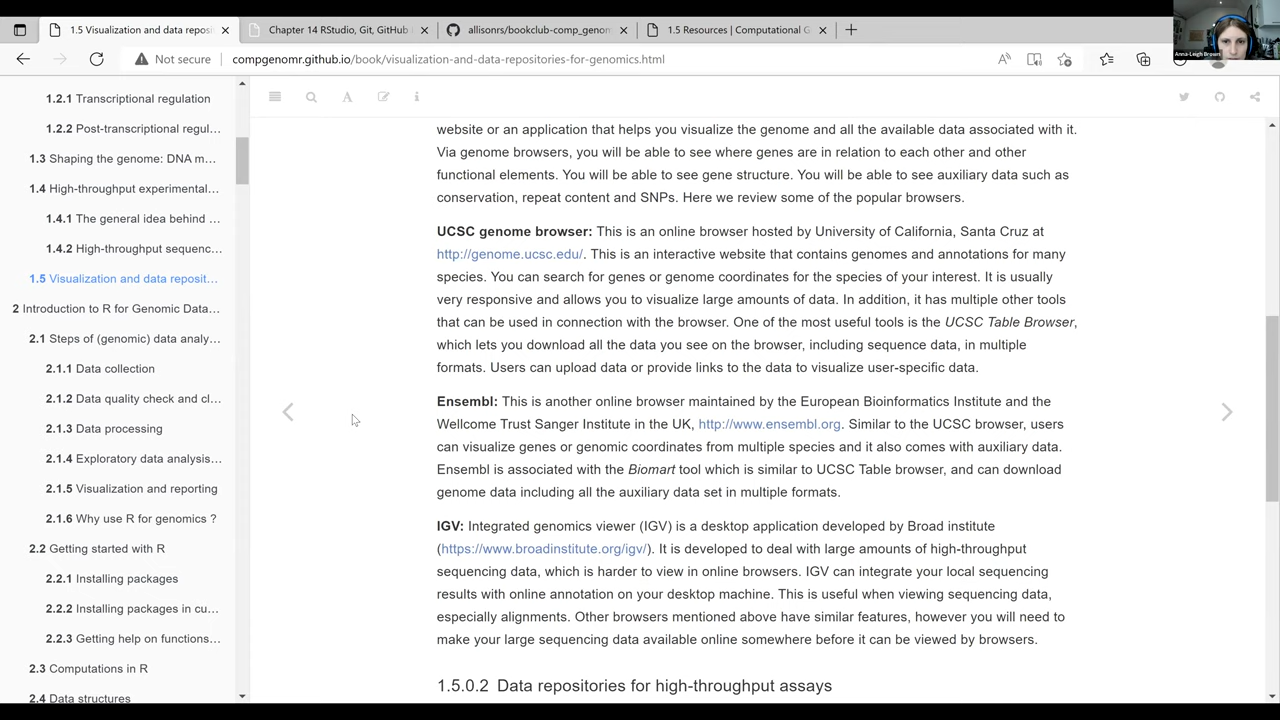 1.5 Visualization and data reposit
Chapter 14 RStudio, Git, GitHub
allisonrs/bookclub-comp_genom
1.5 Resources | Computational G
Not secure
compgenomr.github.io/book/visualization-and-data-repositories-for-genomics.html
Anna-Leigh Brown
1.2.1 Transcriptional regulation
1.2.2 Post-transcriptional regul...
1.3 Shaping the genome: DNA m...
1.4 High-throughput experimental...
1.4.1 The general idea behind ...
1.4.2 High-throughput sequenc...
1.5 Visualization and data reposit...
2 Introduction to R for Genomic Data...
2.1 Steps of (genomic) data analy...
2.1.1 Data collection
2.1.2 Data quality check and cl...
2.1.3 Data processing
2.1.4 Exploratory data analysis...
2.1.5 Visualization and reporting
2.1.6 Why use R for genomics ?
2.2 Getting started with R
2.2.1 Installing packages
2.2.2 Installing packages in cu...
2.2.3 Getting help on functions...
2.3 Computations in R
2.4 Data structures
website or an application that helps you visualize the genome and all the available data associated with it.
Via genome browsers, you will be able to see where genes are in relation to each other and other
functional elements. You will be able to see gene structure. You will be able to see auxiliary data such as
conservation, repeat content and SNPs. Here we review some of the popular browsers.
UCSC genome browser: This is an online browser hosted by University of California, Santa Cruz at
http://genome.ucsc.edu/. This is an interactive website that contains genomes and annotations for many
species. You can search for genes or genome coordinates for the species of your interest. It is usually
very responsive and allows you to visualize large amounts of data. In addition, it has multiple other tools
that can be used in connection with the browser. One of the most useful tools is the UCSC Table Browser,
which lets you download all the data you see on the browser, including sequence data, in multiple
formats. Users can upload data or provide links to the data to visualize user-specific data.
Ensembl: This is another online browser maintained by the European Bioinformatics Institute and the
Wellcome Trust Sanger Institute in the UK, http://www.ensembl.org. Similar to the UCSC browser, users
can visualize genes or genomic coordinates from multiple species and it also comes with auxiliary data.
Ensembl is associated with the Biomart tool which is similar to UCSC Table browser, and can download
genome data including all the auxiliary data set in multiple formats.
IGV: Integrated genomics viewer (IGV) is a desktop application developed by Broad institute
(https://www.broadinstitute.org/igv/). It is developed to deal with large amounts of high-throughput
sequencing data, which is harder to view in online browsers. IGV can integrate your local sequencing
results with online annotation on your desktop machine. This is useful when viewing sequencing data,
especially alignments. Other browsers mentioned above have similar features, however you will need to
make your large sequencing data available online somewhere before it can be viewed by browsers.
1.5.0.2 Data repositories for high-throughput assays